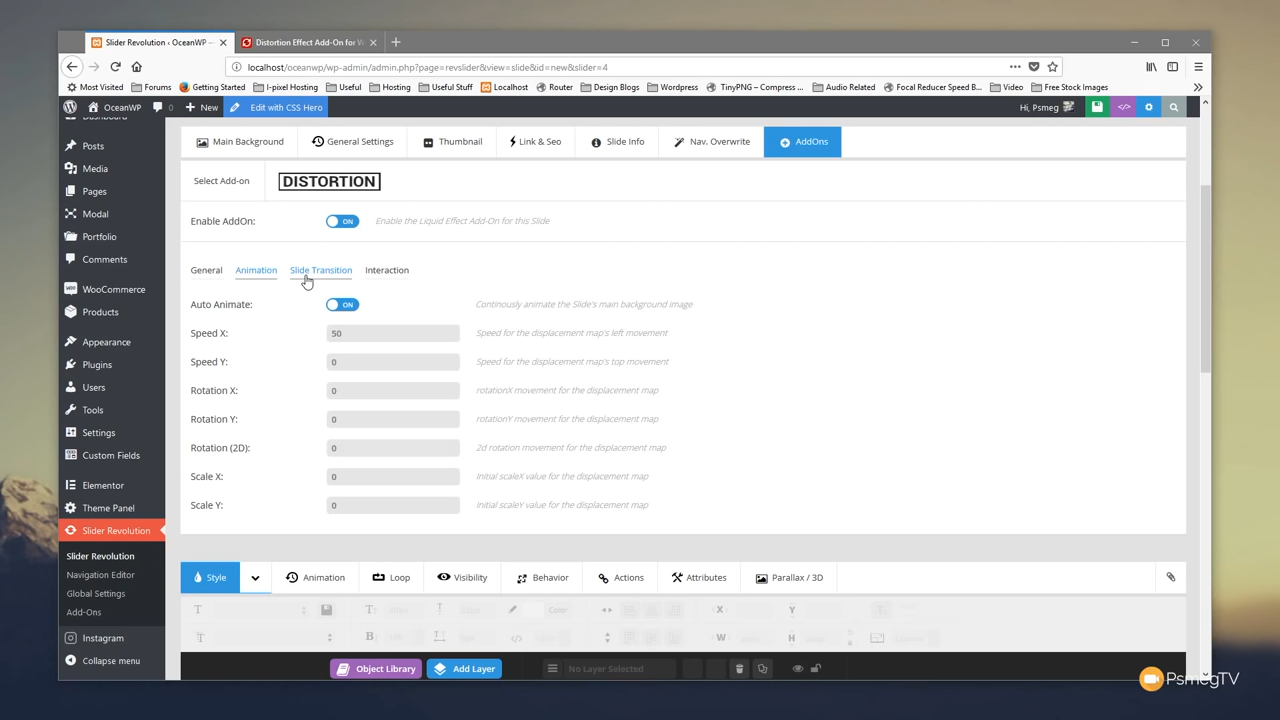 Slider Revolution ‹ OceanWP –
Distortion Effect Add-On for W
localhost/oceanwp/wp-admin/admin.php?page=revslider&view=slide&id=new&slider=4
Most Visited Forums Getting Started I-pixel Hosting Useful Hosting Useful Stuff Localhost Router Design Blogs Wordpress TinyPNG – Compress ... Audio Related Focal Reducer Speed B... Video Free Stock Images
OceanWP 0 New Edit with CSS Hero Hi, Psmeg
Dashboard
Posts
Media
Pages
Modal
Portfolio
Comments
WooCommerce
Products
Appearance
Plugins
Users
Tools
Settings
Custom Fields
Elementor
Theme Panel
Slider Revolution
Slider Revolution
Navigation Editor
Global Settings
Add-Ons
Instagram
Collapse menu
Main Background General Settings Thumbnail Link & Seo Slide Info Nav. Overwrite AddOns
Select Add-on DISTORTION
Enable AddOn: ON Enable the Liquid Effect Add-On for this Slide
General Animation Slide Transition Interaction
Auto Animate: ON Continously animate the Slide's main background image
Speed X: 50 Speed for the displacement map's left movement
Speed Y: 0 Speed for the displacement map's top movement
Rotation X: 0 rotationX movement for the displacement map
Rotation Y: 0 rotationY movement for the displacement map
Rotation (2D): 0 2d rotation movement for the displacement map
Scale X: 0 Initial scaleX value for the displacement map
Scale Y: 0 Initial scaleY value for the displacement map
Style Animation Loop Visibility Behavior Actions Attributes Parallax / 3D
Color X Y
W H
Object Library Add Layer No Layer Selected
PsmegTV